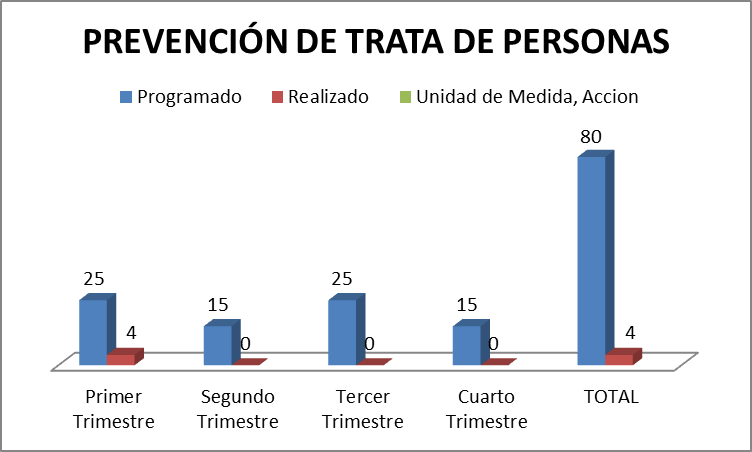 PREVENCIÓN DE TRATA DE PERSONAS
Programado Realizado Unidad de Medida, Accion
25 4 15 0 25 0 15 0 80 4
Primer Trimestre
Segundo Trimestre
Tercer Trimestre
Cuarto Trimestre
TOTAL